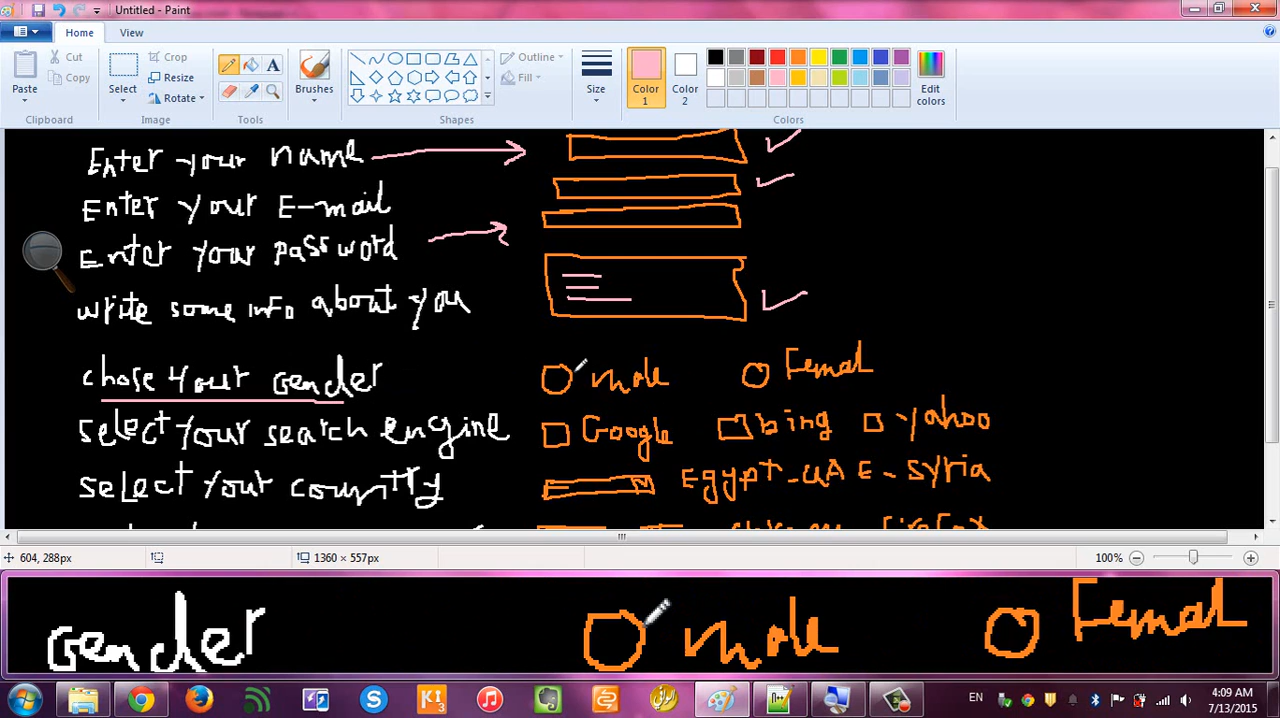 Untitled - Paint
Home View
Cut
Copy
Paste
Clipboard
Crop
Resize
Rotate
Select
Image
Tools
Brushes
Outline
Fill
Shapes
Size
Color 1
Color 2
Edit colors
Colors
Enter your name
Enter your E-mail
Enter your password
write some info about you
chose your Gender male Femal
select your search engine Google bing yahoo
select your country Egypt - UAE - Syria
FireFox
604, 288px 1360 × 557px 100%
Gender male Femal
EN 4:09 AM
7/13/2015